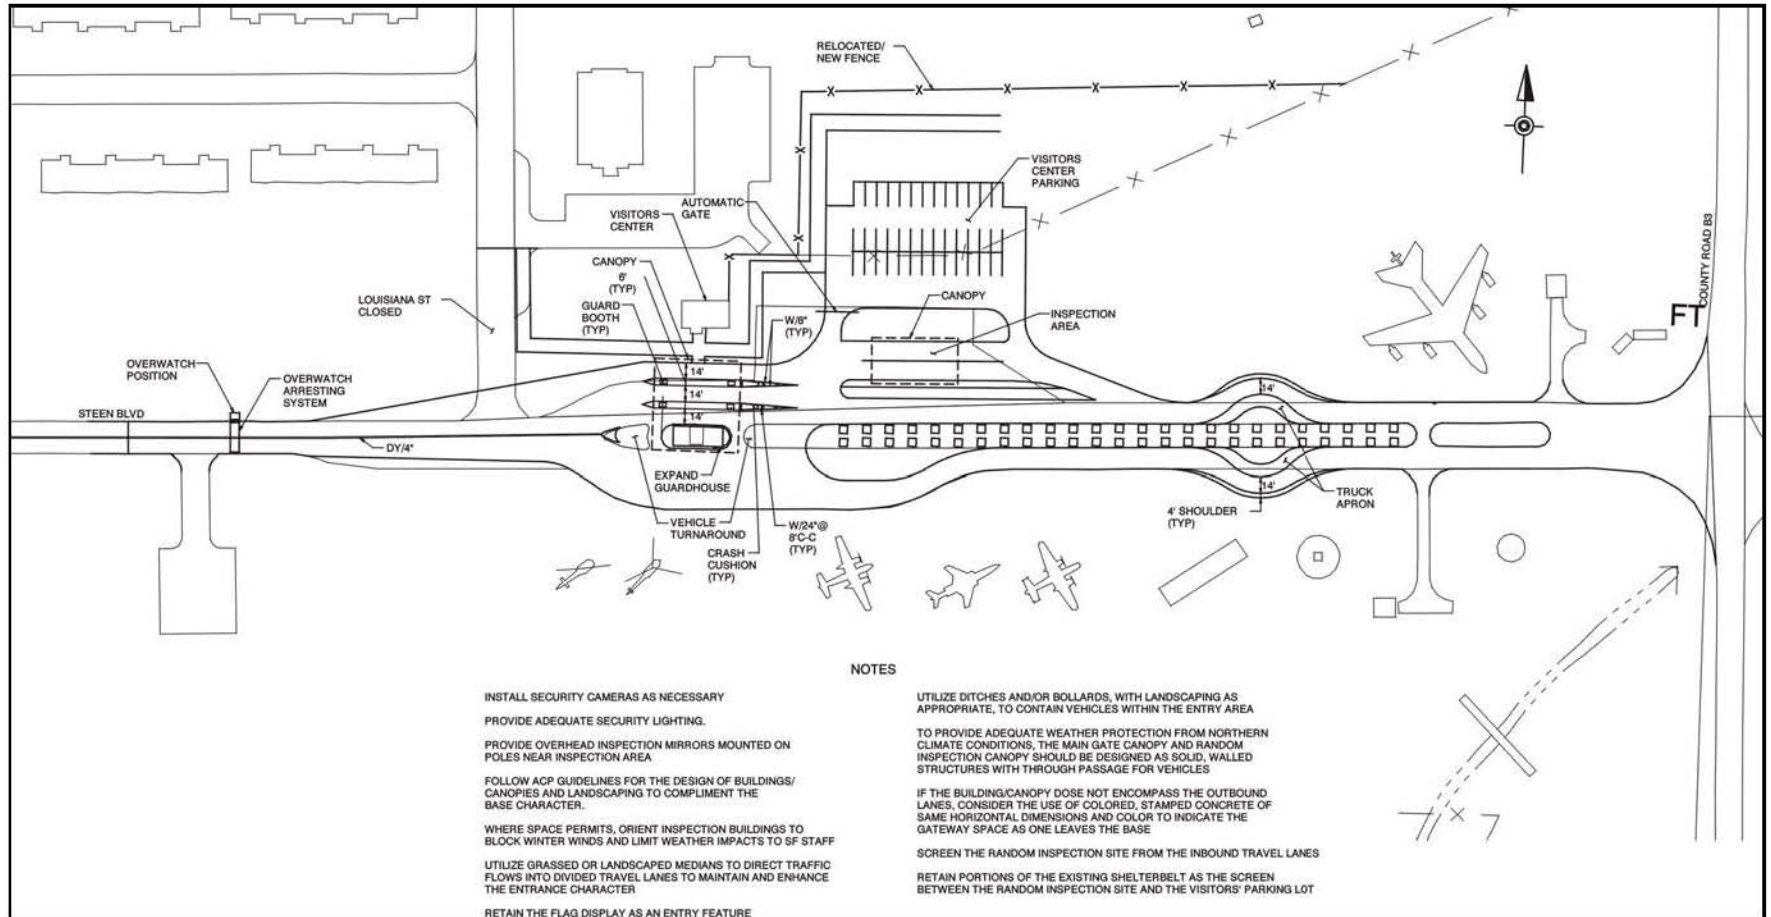 RELOCATED/
NEW FENCE
VISITORS
CENTER
PARKING
AUTOMATIC
GATE
VISITORS
CENTER
CANOPY
6'
(TYP)
GUARD
BOOTH
(TYP)
LOUISIANA ST
CLOSED
W/8"
(TYP)
CANOPY
INSPECTION
AREA
COUNTY ROAD B3
FT
OVERWATCH
POSITION
OVERWATCH
ARRESTING
SYSTEM
STEEN BLVD
DY/4"
14'
14'
14'
14'
14'
EXPAND
GUARDHOUSE
VEHICLE
TURNAROUND
CRASH
CUSHION
(TYP)
W/24"@
8'C-C
(TYP)
4' SHOULDER
(TYP)
TRUCK
APRON
NOTES
INSTALL SECURITY CAMERAS AS NECESSARY
PROVIDE ADEQUATE SECURITY LIGHTING.
PROVIDE OVERHEAD INSPECTION MIRRORS MOUNTED ON
POLES NEAR INSPECTION AREA
FOLLOW ACP GUIDELINES FOR THE DESIGN OF BUILDINGS/
CANOPIES AND LANDSCAPING TO COMPLIMENT THE
BASE CHARACTER.
WHERE SPACE PERMITS, ORIENT INSPECTION BUILDINGS TO
BLOCK WINTER WINDS AND LIMIT WEATHER IMPACTS TO SF STAFF
UTILIZE GRASSED OR LANDSCAPED MEDIANS TO DIRECT TRAFFIC
FLOWS INTO DIVIDED TRAVEL LANES TO MAINTAIN AND ENHANCE
THE ENTRANCE CHARACTER
RETAIN THE FLAG DISPLAY AS AN ENTRY FEATURE
UTILIZE DITCHES AND/OR BOLLARDS, WITH LANDSCAPING AS
APPROPRIATE, TO CONTAIN VEHICLES WITHIN THE ENTRY AREA
TO PROVIDE ADEQUATE WEATHER PROTECTION FROM NORTHERN
CLIMATE CONDITIONS, THE MAIN GATE CANOPY AND RANDOM
INSPECTION CANOPY SHOULD BE DESIGNED AS SOLID, WALLED
STRUCTURES WITH THROUGH PASSAGE FOR VEHICLES
IF THE BUILDING/CANOPY DOSE NOT ENCOMPASS THE OUTBOUND
LANES, CONSIDER THE USE OF COLORED, STAMPED CONCRETE OF
SAME HORIZONTAL DIMENSIONS AND COLOR TO INDICATE THE
GATEWAY SPACE AS ONE LEAVES THE BASE
SCREEN THE RANDOM INSPECTION SITE FROM THE INBOUND TRAVEL LANES
RETAIN PORTIONS OF THE EXISTING SHELTERBELT AS THE SCREEN
BETWEEN THE RANDOM INSPECTION SITE AND THE VISITORS' PARKING LOT